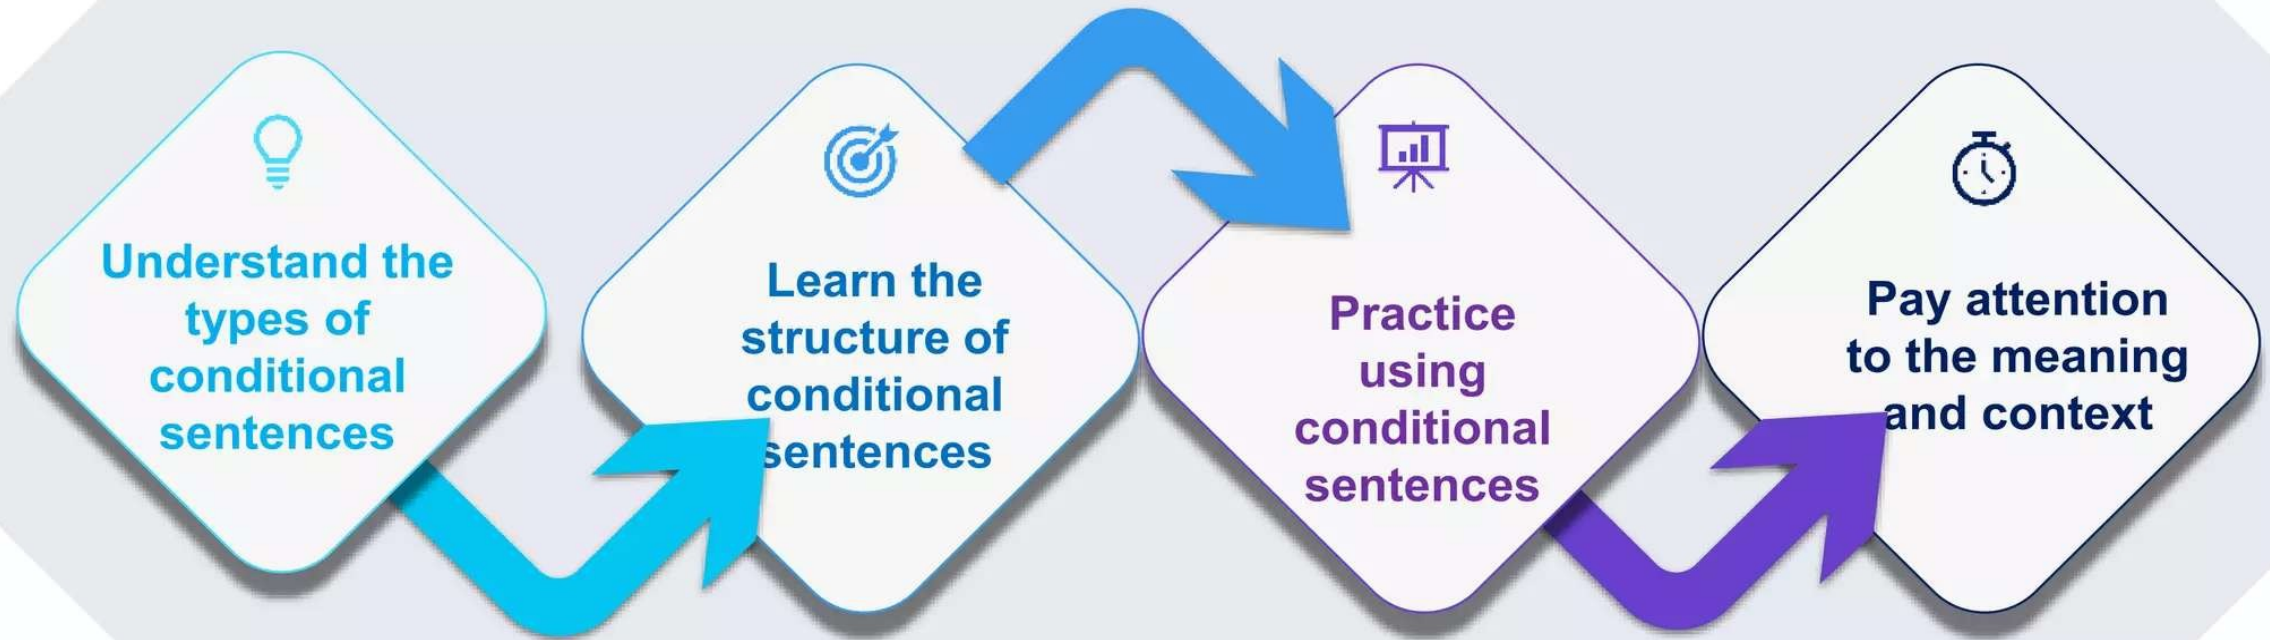 Understand the
types of
conditional
sentences
Learn the
structure of
conditional
sentences
Practice
using
conditional
sentences
Pay attention
to the meaning
and context